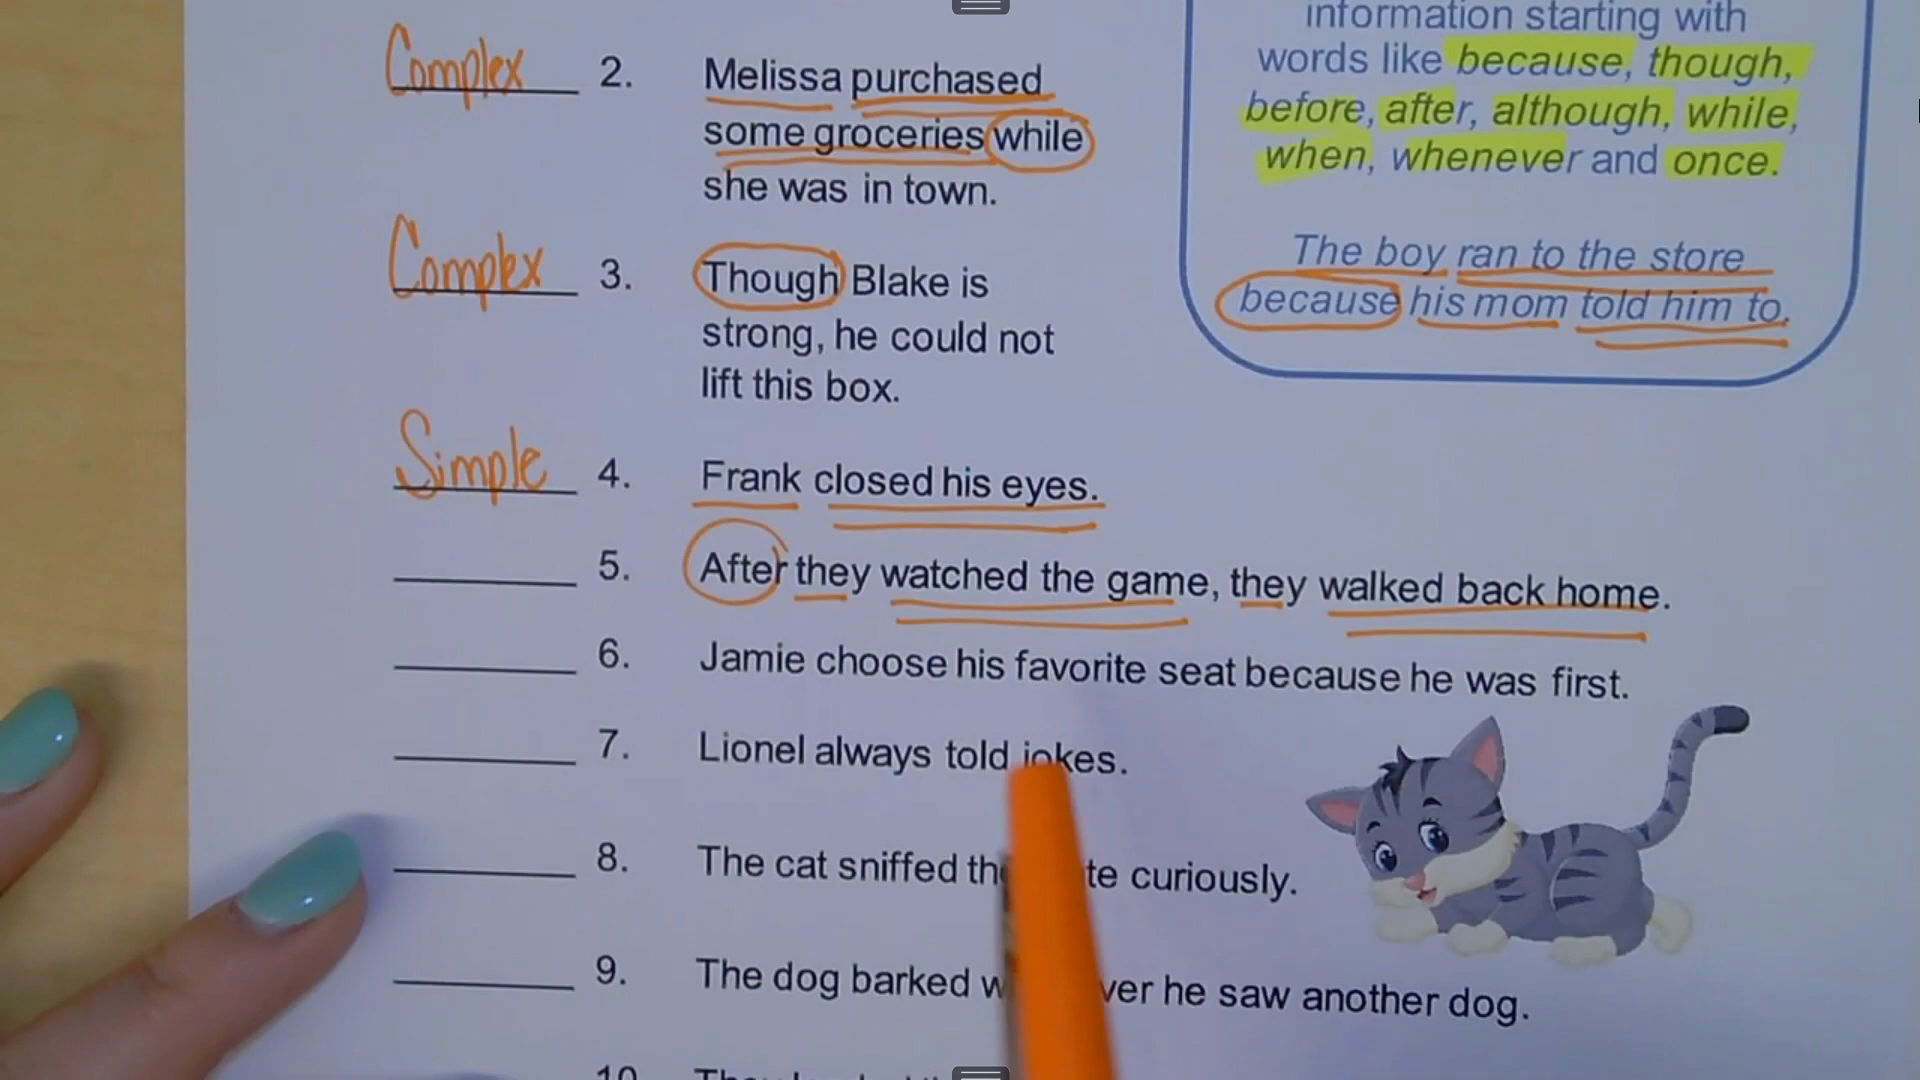 information starting with
words like because, though,
before, after, although, while,
when, whenever and once.
The boy ran to the store
because his mom told him to.
Complex 2. Melissa purchased
some groceries while
she was in town.
Complex 3. Though Blake is
strong, he could not
lift this box.
Simple 4. Frank closed his eyes.
5. After they watched the game, they walked back home.
6. Jamie choose his favorite seat because he was first.
7. Lionel always told jokes.
8. The cat sniffed curiously.
9. The dog barked he saw another dog.
10.